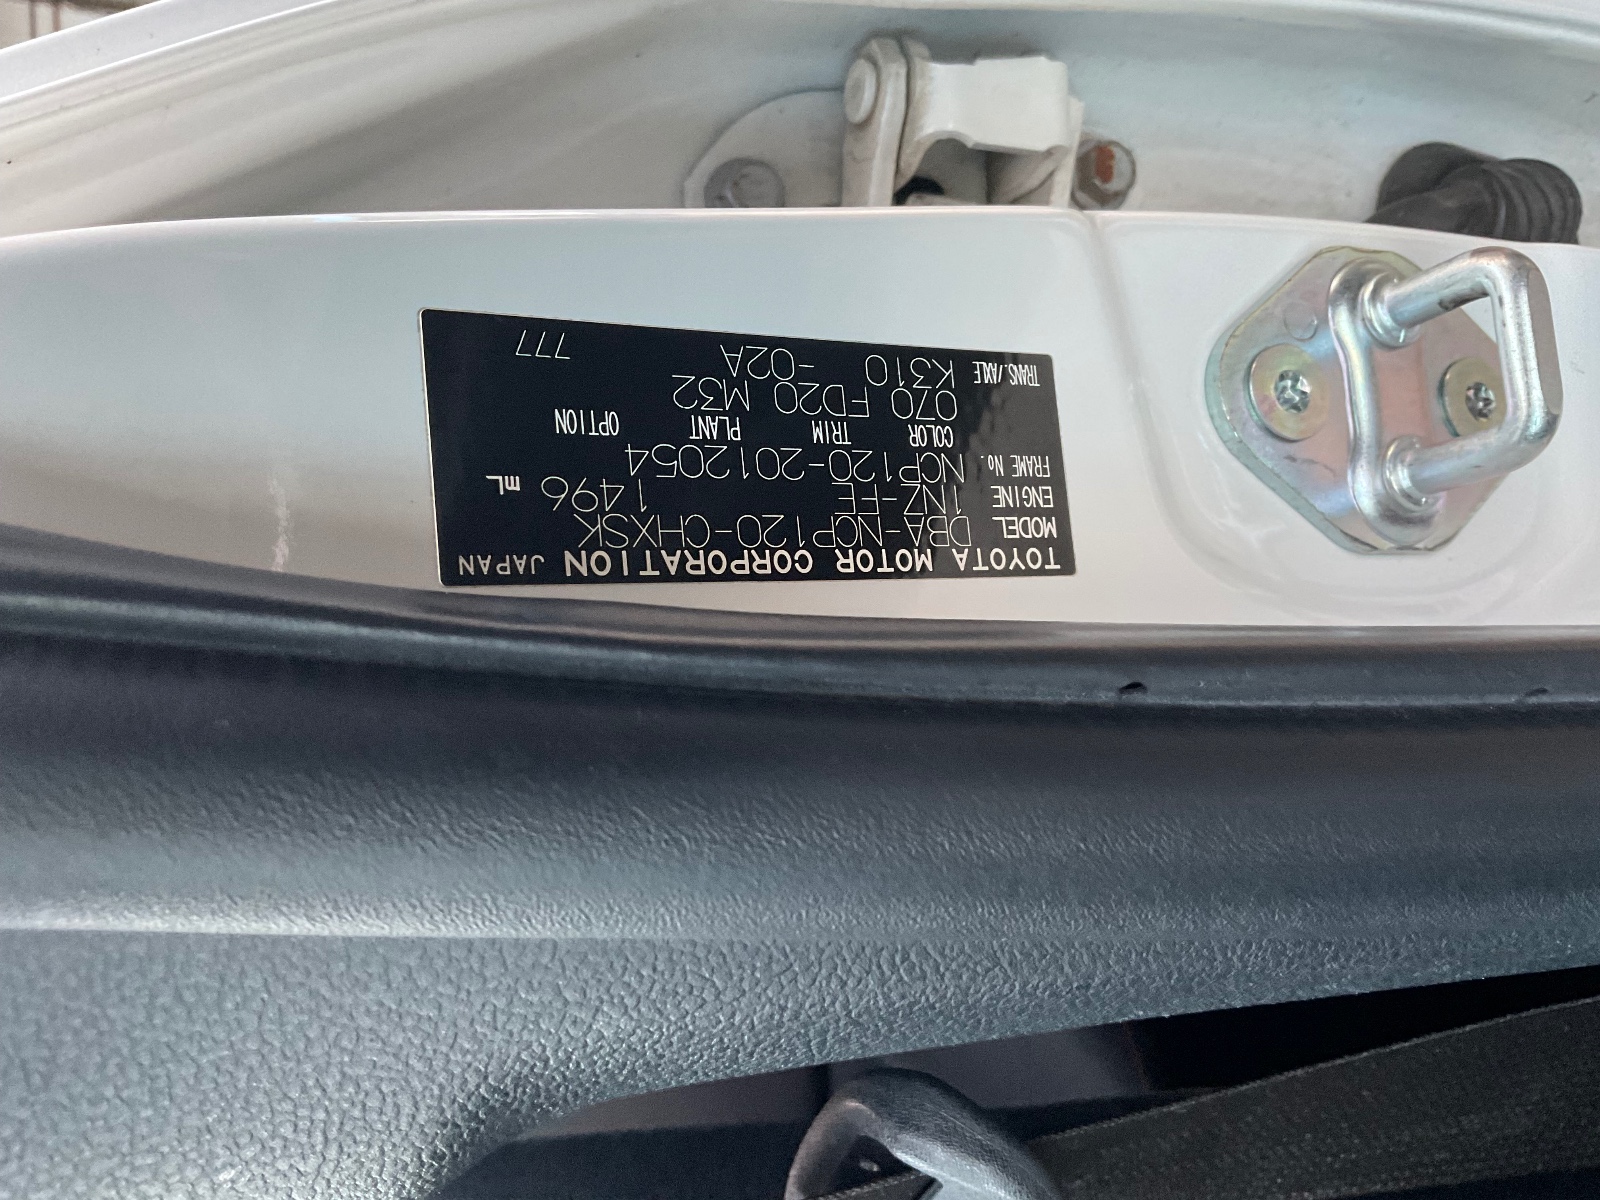 TOYOTA MOTOR CORPORATION JAPAN
MODEL DBA-NCP120-CHXSK
ENGINE 1NZ-FE 1496 mL
FRAME No. NCP120-2012054
COLOR TRIM PLANT OPTION
070 FD20 M32
TRANS./AXLE K310 -02A
777